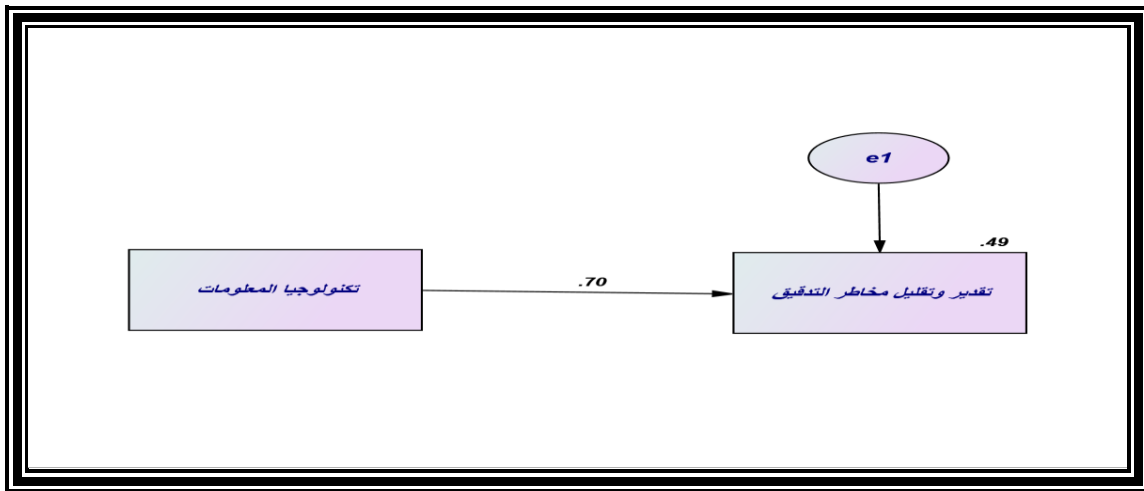 e1
.49
تكنولوجيا المعلومات
.70
تقدير وتقليل مخاطر التدقيق